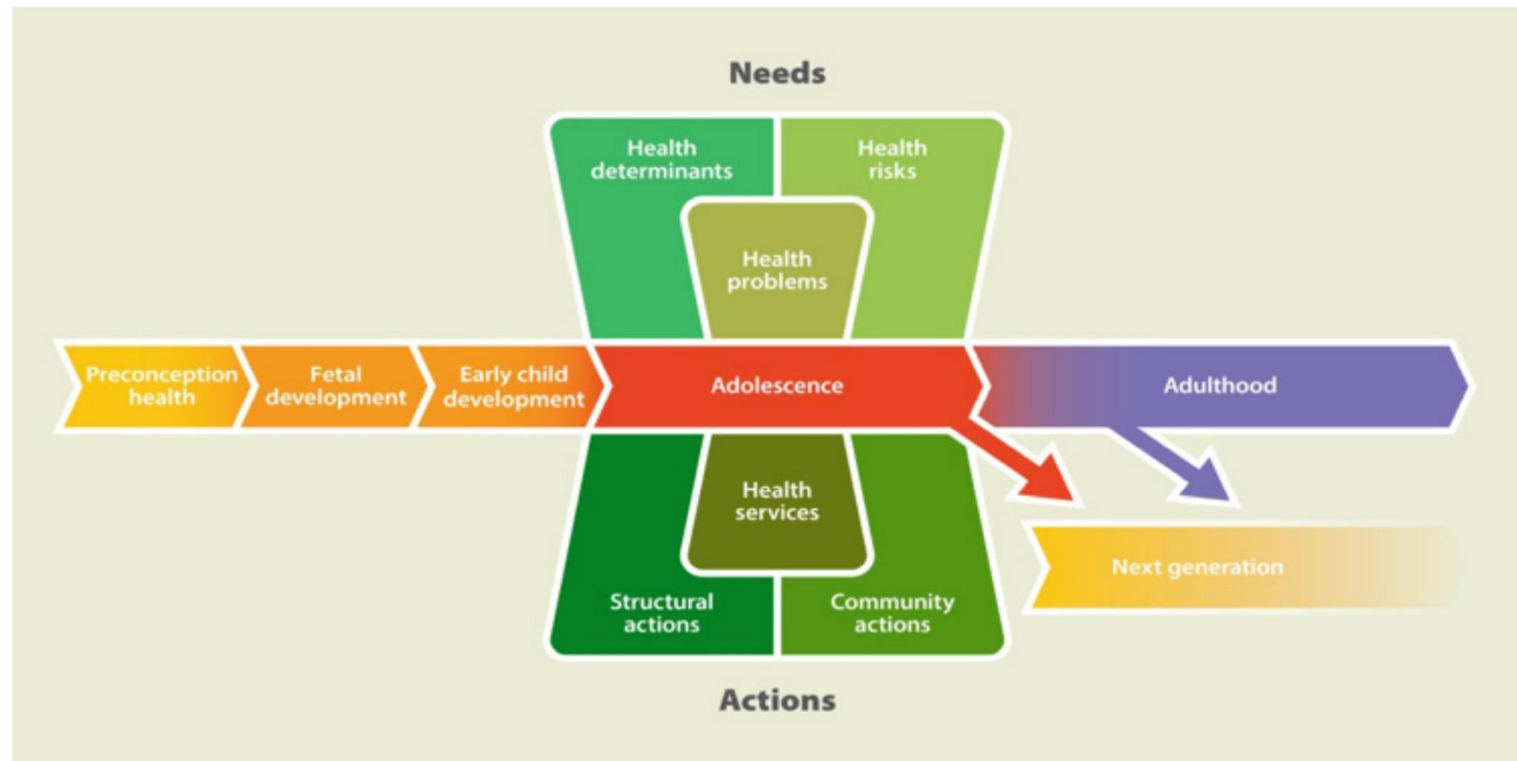 Needs
Health
determinants
Health
risks
Health
problems
Preconception
health
Fetal
development
Early child
development
Adolescence
Adulthood
Health
services
Next generation
Structural
actions
Community
actions
Actions